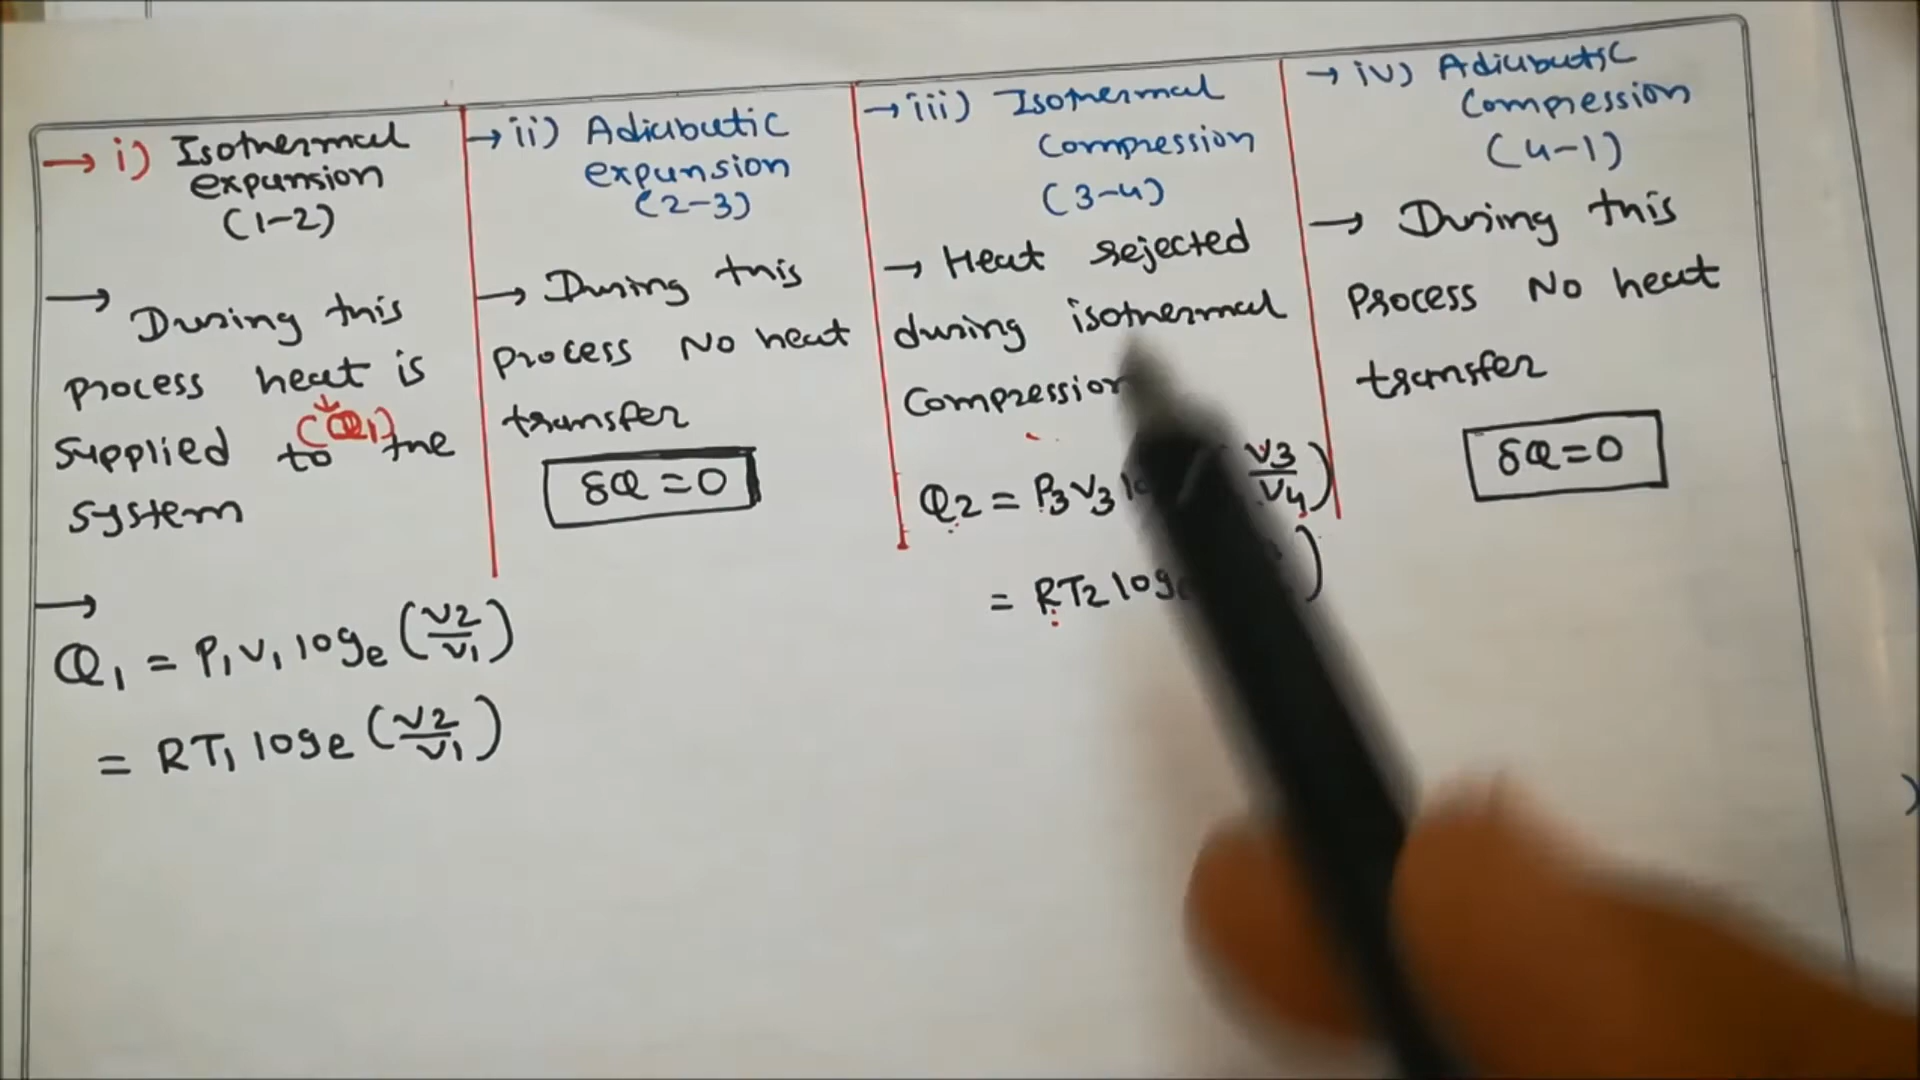 → i) Isothermal
expansion
(1-2)
→ During this
process heat is
(Q1)
supplied to the
system
→
Q1 = P1V1 loge (V2/V1)
= RT1 loge (V2/V1)
→ ii) Adiabatic
expansion
(2-3)
→ During this
process No heat
transfer
δQ = 0
→ iii) Isothermal
Compression
(3-4)
→ Heat rejected
during isothermal
Compression
Q2 = P3V3 V3/V4)
= RT2 log )
→ iv) Adiabatic
Compression
(4-1)
→ During this
Process No heat
transfer
δQ=0